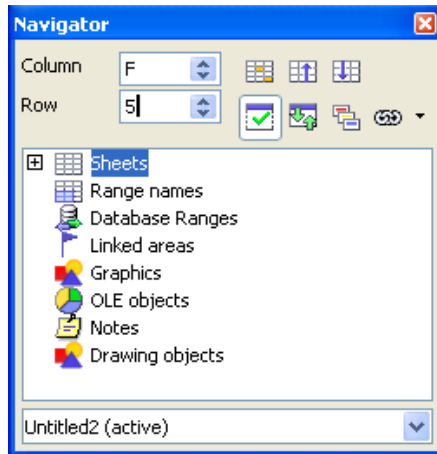 Navigator
Column F
Row 5
Sheets
Range names
Database Ranges
Linked areas
Graphics
OLE objects
Notes
Drawing objects
Untitled2 (active)